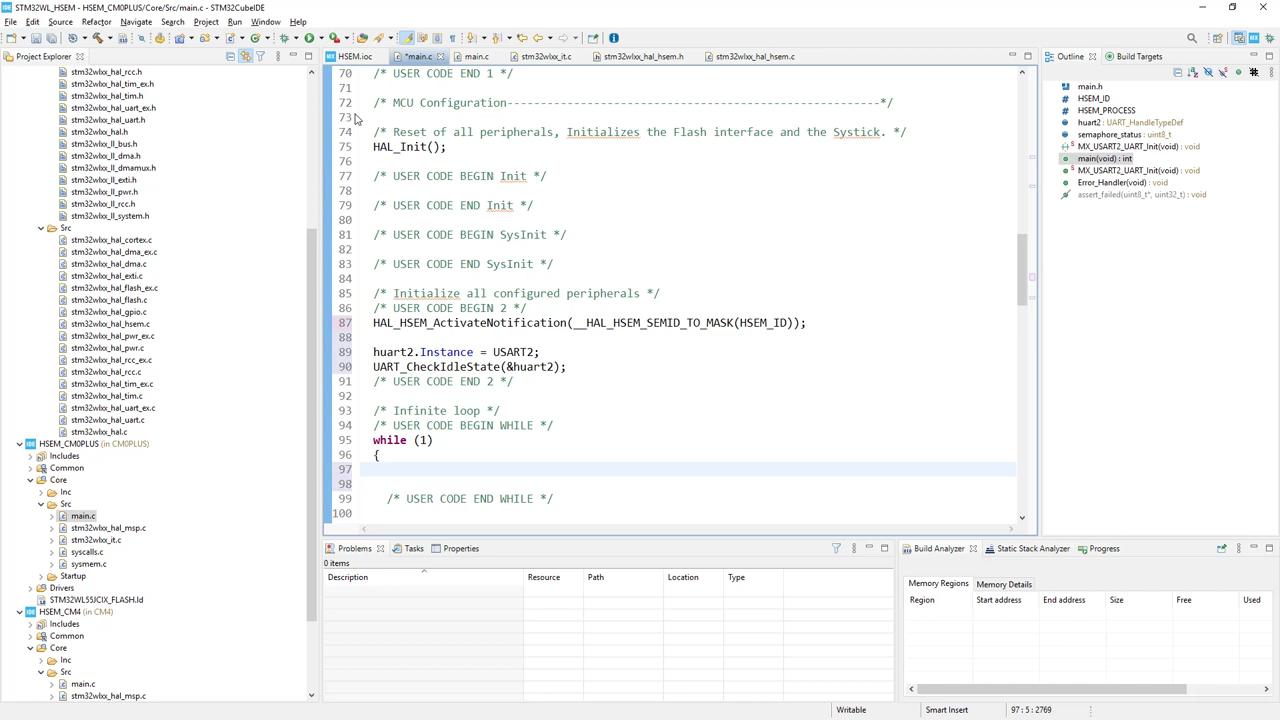 STM32WL_HSEM - HSEM_CM0PLUS/Core/Src/main.c - STM32CubeIDE
File Edit Source Refactor Navigate Search Project Run Window Help
Project Explorer
stm32wlxx_hal_rcc.h
stm32wlxx_hal_tim_ex.h
stm32wlxx_hal_tim.h
stm32wlxx_hal_uart_ex.h
stm32wlxx_hal_uart.h
stm32wlxx_hal.h
stm32wlxx_ll_bus.h
stm32wlxx_ll_dma.h
stm32wlxx_ll_dmamux.h
stm32wlxx_ll_exti.h
stm32wlxx_ll_pwr.h
stm32wlxx_ll_rcc.h
stm32wlxx_ll_system.h
Src
stm32wlxx_hal_cortex.c
stm32wlxx_hal_dma_ex.c
stm32wlxx_hal_dma.c
stm32wlxx_hal_exti.c
stm32wlxx_hal_flash_ex.c
stm32wlxx_hal_flash.c
stm32wlxx_hal_gpio.c
stm32wlxx_hal_hsem.c
stm32wlxx_hal_pwr_ex.c
stm32wlxx_hal_pwr.c
stm32wlxx_hal_rcc_ex.c
stm32wlxx_hal_rcc.c
stm32wlxx_hal_tim_ex.c
stm32wlxx_hal_tim.c
stm32wlxx_hal_uart_ex.c
stm32wlxx_hal_uart.c
stm32wlxx_hal.c
HSEM_CM0PLUS (in CM0PLUS)
Includes
Common
Core
Inc
Src
main.c
stm32wlxx_hal_msp.c
stm32wlxx_it.c
syscalls.c
sysmem.c
Startup
Drivers
STM32WL55JCIX_FLASH.ld
HSEM_CM4 (in CM4)
Includes
Common
Core
Inc
Src
main.c
stm32wlxx_hal_msp.c
HSEM.ioc *main.c main.c stm32wlxx_it.c stm32wlxx_hal_hsem.h stm32wlxx_hal_hsem.c
70 /* USER CODE END 1 */
71
72 /* MCU Configuration--------------------------------------------------------*/
73
74 /* Reset of all peripherals, Initializes the Flash interface and the Systick. */
75 HAL_Init();
76
77 /* USER CODE BEGIN Init */
78
79 /* USER CODE END Init */
80
81 /* USER CODE BEGIN SysInit */
82
83 /* USER CODE END SysInit */
84
85 /* Initialize all configured peripherals */
86 /* USER CODE BEGIN 2 */
87 HAL_HSEM_ActivateNotification(__HAL_HSEM_SEMID_TO_MASK(HSEM_ID));
88
89 huart2.Instance = USART2;
90 UART_CheckIdleState(&huart2);
91 /* USER CODE END 2 */
92
93 /* Infinite loop */
94 /* USER CODE BEGIN WHILE */
95 while (1)
96 {
97
98
99 /* USER CODE END WHILE */
100
Outline Build Targets
main.h
HSEM_ID
HSEM_PROCESS
huart2 : UART_HandleTypeDef
semaphore_status : uint8_t
MX_USART2_UART_Init(void) : void
main(void) : int
MX_USART2_UART_Init(void) : void
Error_Handler(void) : void
assert_failed(uint8_t*, uint32_t) : void
Problems Tasks Properties
0 items
Description Resource Path Location Type
Build Analyzer Static Stack Analyzer Progress
Memory Regions Memory Details
Region Start address End address Size Free Used
Writable Smart Insert 97 : 5 : 2769